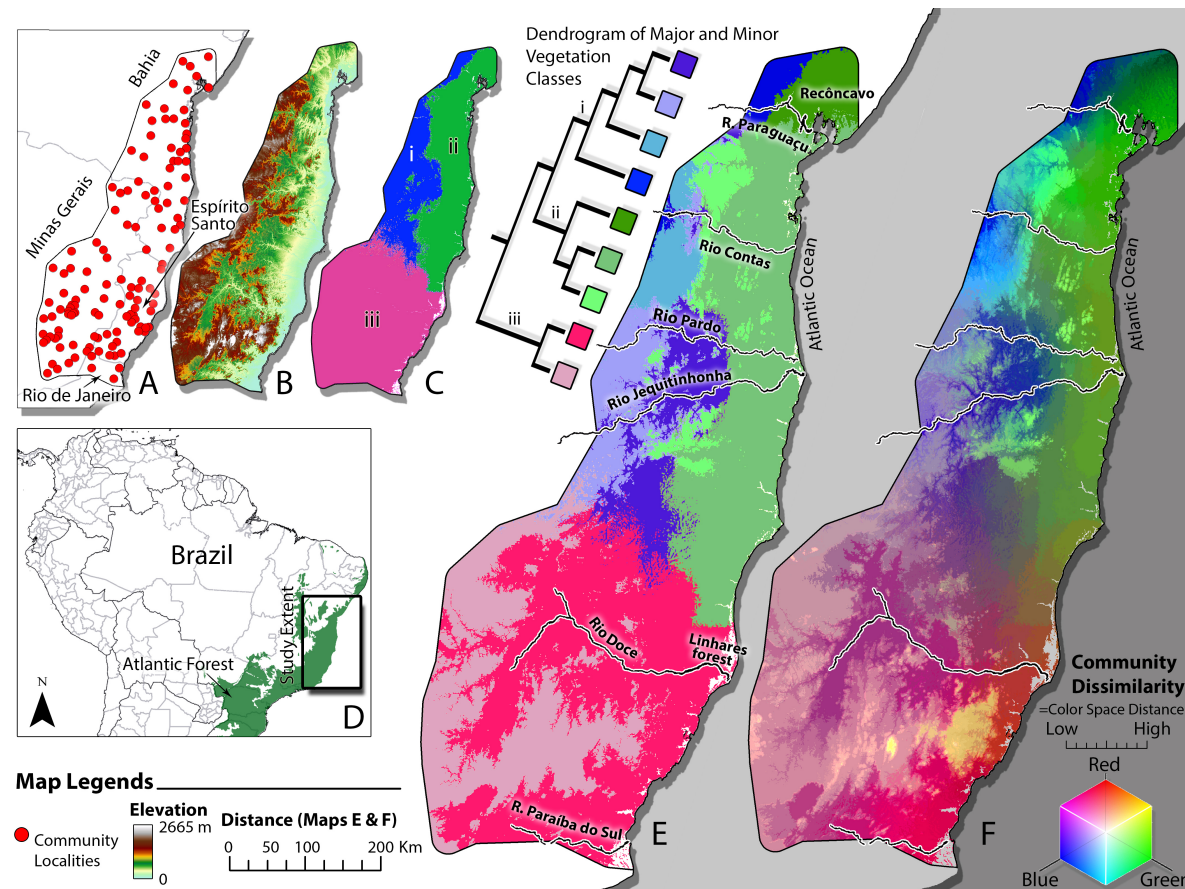 Bahia
Minas Gerais
Espírito
Santo
Rio de Janeiro
A
B
i
ii
iii
C
Dendrogram of Major and Minor
Vegetation
Classes
i
ii
iii
Recôncavo
R. Paraguaçu
Rio Contas
Atlantic Ocean
Rio Pardo
Rio Jequitinhonha
Rio Doce
Linhares
forest
R. Paraíba do Sul
E
Atlantic Ocean
F
Community
Dissimilarity
=Color Space Distance
Low High
Red
Blue
Green
Brazil
Study Extent
Atlantic Forest
N
D
Map Legends
Community
Localities
Elevation
2665 m
0
Distance (Maps E & F)
0 50 100 200 Km